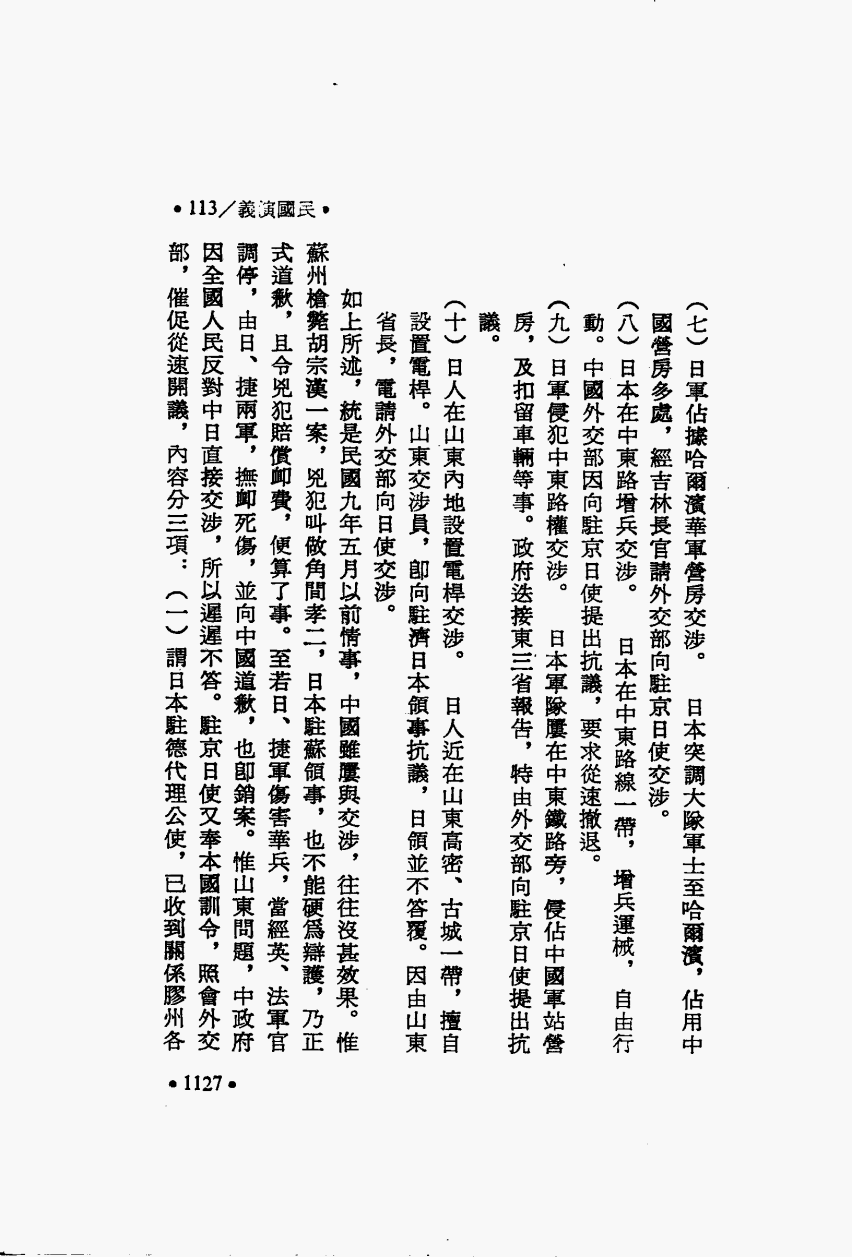 •113／義演國民•
（七）日軍佔據哈爾濱華軍營房交涉。　日本突調大隊軍士至哈爾濱，佔用中
國營房多處，經吉林長官請外交部向駐京日使交涉。
（八）日本在中東路增兵交涉。　日本在中東路線一帶，增兵運械，自由行
動。中國外交部因向駐京日使提出抗議，要求從速撤退。
（九）日軍侵犯中東路權交涉。　日本軍隊屢在中東鐵路旁，侵佔中國軍站營
房，及扣留車輛等事。政府迭接東三省報告，特由外交部向駐京日使提出抗
議。
（十）日人在山東內地設置電桿交涉。　日人近在山東高密、古城一帶，擅自
設置電桿。山東交涉員，卽向駐濟日本領事抗議，日領並不答覆。因由山東
省長，電請外交部向日使交涉。
如上所述，統是民國九年五月以前情事，中國雖屢與交涉，往往沒甚效果。惟
蘇州槍斃胡宗漢一案，兇犯叫做角間孝二，日本駐蘇領事，也不能硬爲辯護，乃正
式道歉，且令兇犯賠償卹費，便算了事。至若日、捷軍傷害華兵，當經英、法軍官
調停，由日、捷兩軍，撫卹死傷，並向中國道歉，也卽銷案。惟山東問題，中政府
因全國人民反對中日直接交涉，所以遲遲不答。駐京日使又奉本國訓令，照會外交
部，催促從速開議，內容分三項：（一）謂日本駐德代理公使，已收到關係膠州各
•1127•